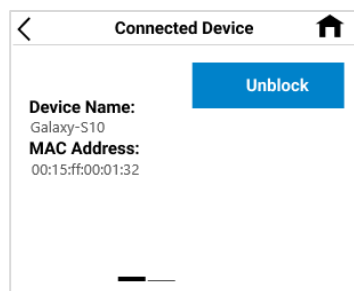 Connected Device
Unblock
Device Name:
Galaxy-S10
MAC Address:
00:15:ff:00:01:32